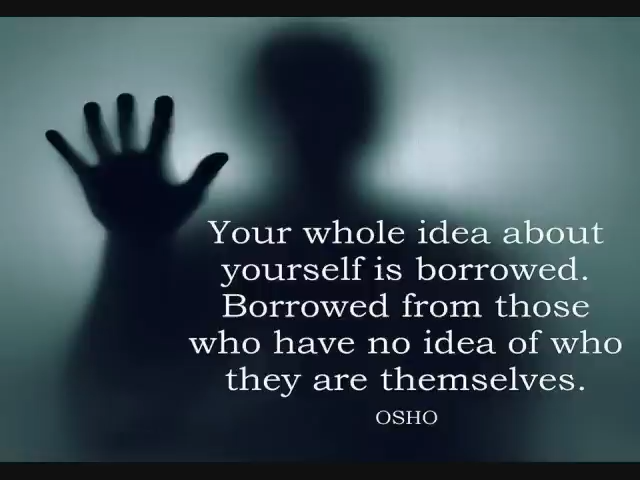 Your whole idea about
yourself is borrowed.
Borrowed from those
who have no idea of who
they are themselves.
OSHO